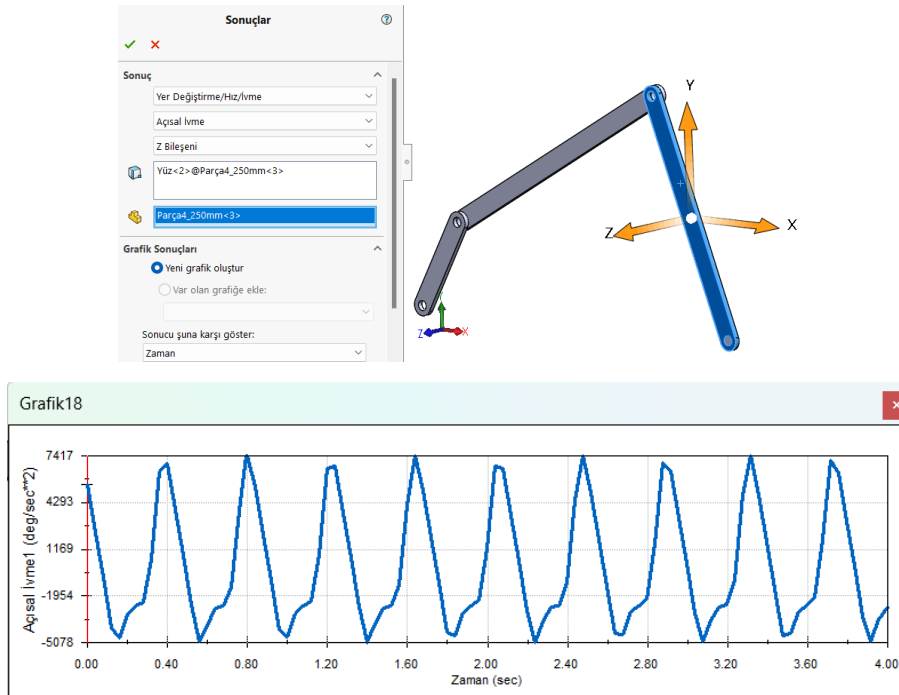 Sonuçlar
Sonuç
Yer Değiştirme/Hız/İvme
Açısal İvme
Z Bileşeni
Yüz<2>@Parça4_250mm<3>
Parça4_250mm<3>
Grafik Sonuçları
Yeni grafik oluştur
Var olan grafiğe ekle:
Sonucu şuna karşı göster:
Zaman
Y
X
Z
Y
Z
X
Grafik18
7417
4293
1169
-1954
-5078
Açısal İvme1 (deg/sec**2)
0.00 0.40 0.80 1.20 1.60 2.00 2.40 2.80 3.20 3.60 4.00
Zaman (sec)